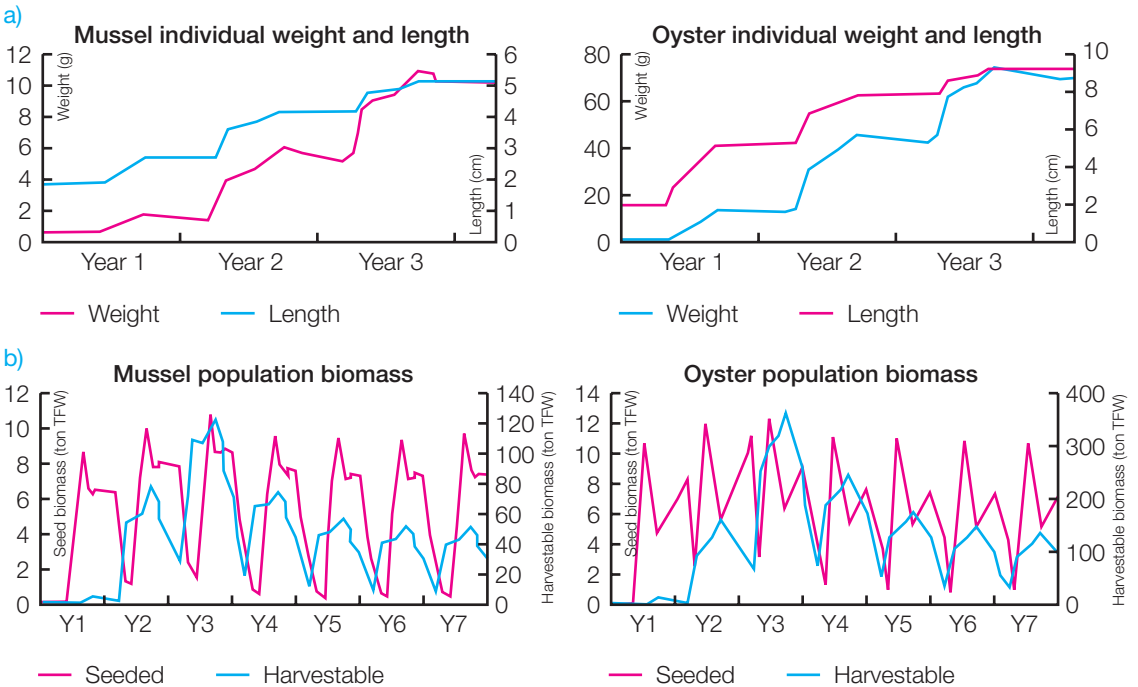 a)
Mussel individual weight and length
Weight (g)
12
10
8
6
4
2
0
Length (cm)
6
5
4
3
2
1
0
Year 1 Year 2 Year 3
Weight Length
Oyster individual weight and length
Weight (g)
80
60
40
20
0
Length (cm)
10
8
6
4
2
0
Year 1 Year 2 Year 3
Weight Length
b)
Mussel population biomass
Seed biomass (ton TFW)
12
10
8
6
4
2
0
Harvestable biomass (ton TFW)
140
120
100
80
60
40
20
0
Y1 Y2 Y3 Y4 Y5 Y6 Y7
Seeded Harvestable
Oyster population biomass
Seed biomass (ton TFW)
14
12
10
8
6
4
2
0
Harvestable biomass (ton TFW)
400
300
200
100
0
Y1 Y2 Y3 Y4 Y5 Y6 Y7
Seeded Harvestable